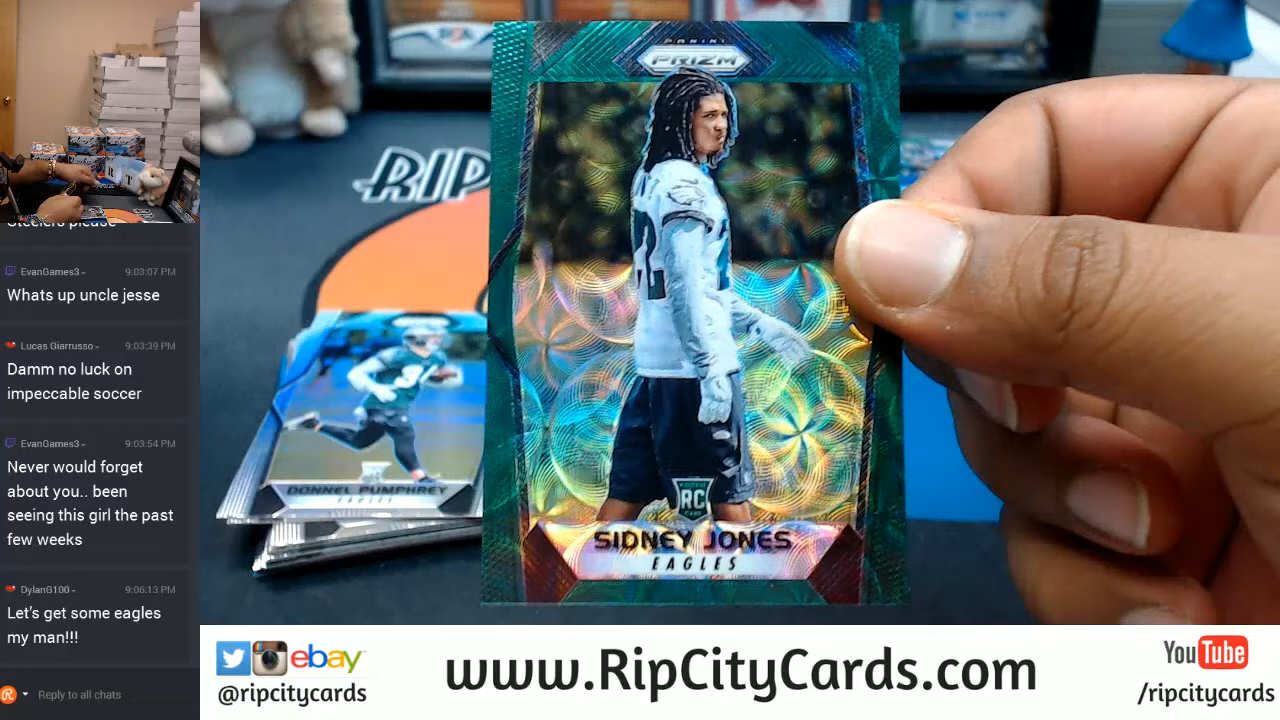 Steelers please
EvanGames3
9:03:07 PM
Whats up uncle jesse
Lucas Giarrusso
9:03:39 PM
Damm no luck on
impeccable soccer
EvanGames3
9:03:54 PM
Never would forget
about you.. been
seeing this girl the past
few weeks
DylanG100
9:06:13 PM
Let's get some eagles
my man!!!
Reply to all chats
RIP
PANINI
PRIZM
RC
SIDNEY JONES
EAGLES
DONNEL PUMPHREY
EAGLES
ebay
@ripcitycards
www.RipCityCards.com
YouTube
/ripcitycards